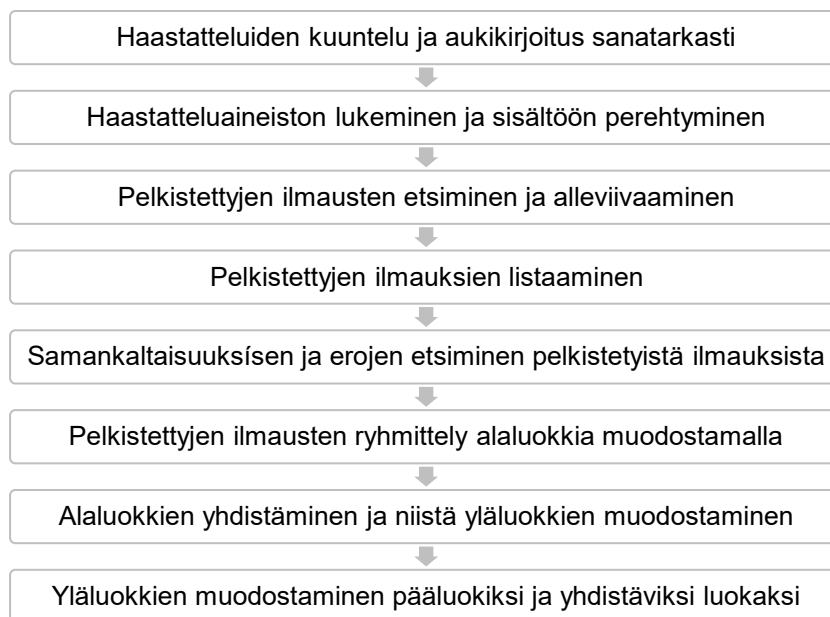 Haastatteluiden kuuntelu ja aukikirjoitus sanatarkasti
Haastatteluaineiston lukeminen ja sisältöön perehtyminen
Pelkistettyjen ilmausten etsiminen ja alleviivaaminen
Pelkistettyjen ilmauksien listaaminen
Samankaltaisuuksísen ja erojen etsiminen pelkistetyistä ilmauksista
Pelkistettyjen ilmausten ryhmittely alaluokkia muodostamalla
Alaluokkien yhdistäminen ja niistä yläluokkien muodostaminen
Yläluokkien muodostaminen pääluokiksi ja yhdistäviksi luokaksi